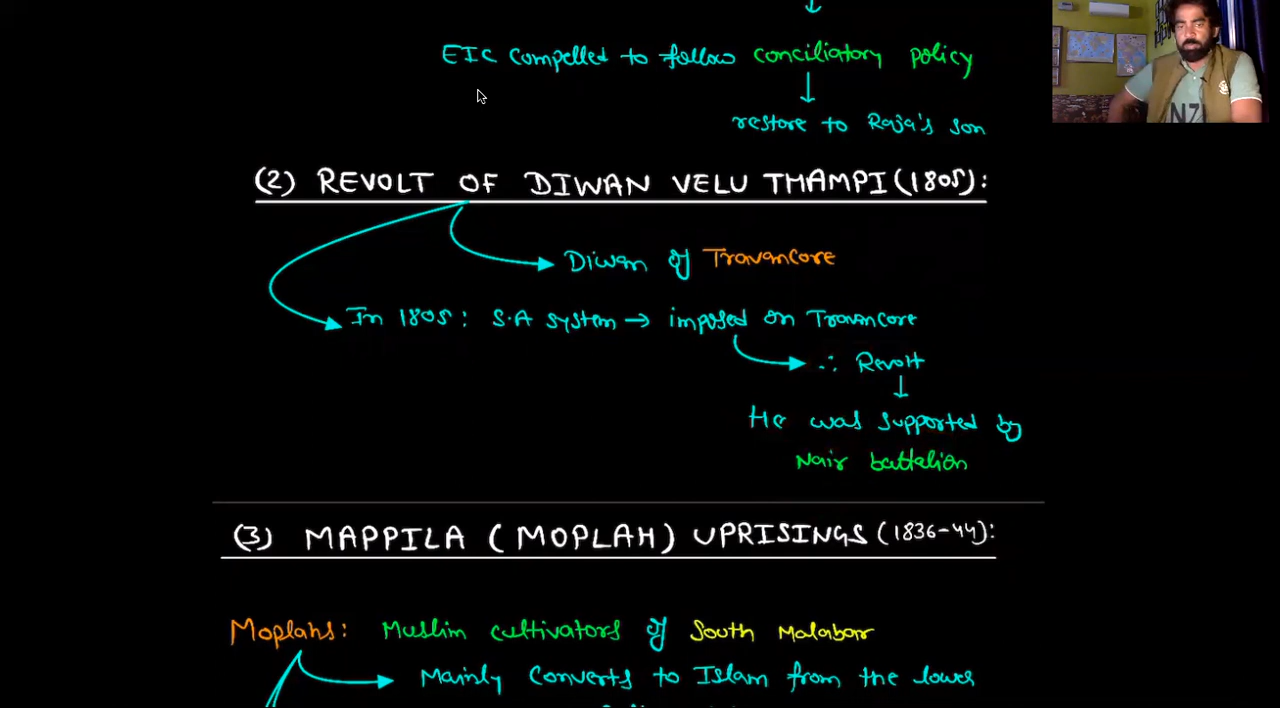 EIC compelled to follow conciliatory policy
restore to Raja's son
(2) REVOLT OF DIWAN VELU THAMPI (1805):
Diwan of Travancore
In 1805: S.A system → imposed on Travancore
∴ Revolt
He was supported by
Nair battalion
(3) MAPPILA (MOPLAH) UPRISINGS (1836-44):
Moplahs: Muslim cultivators of South Malabar
Mainly converts to Islam from the lower